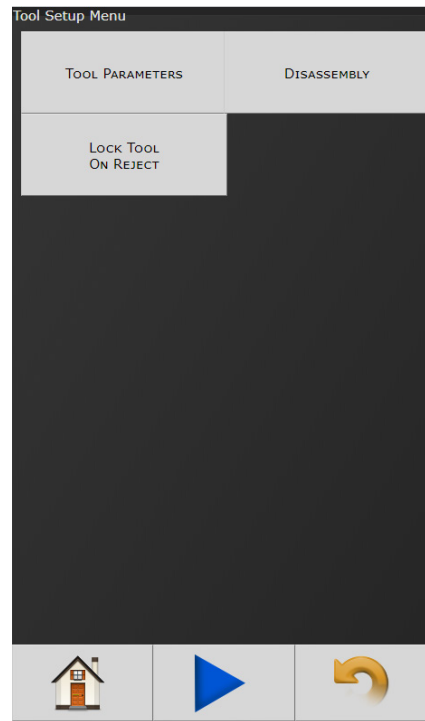 Tool Setup Menu
Tool Parameters
Disassembly
Lock Tool
On Reject